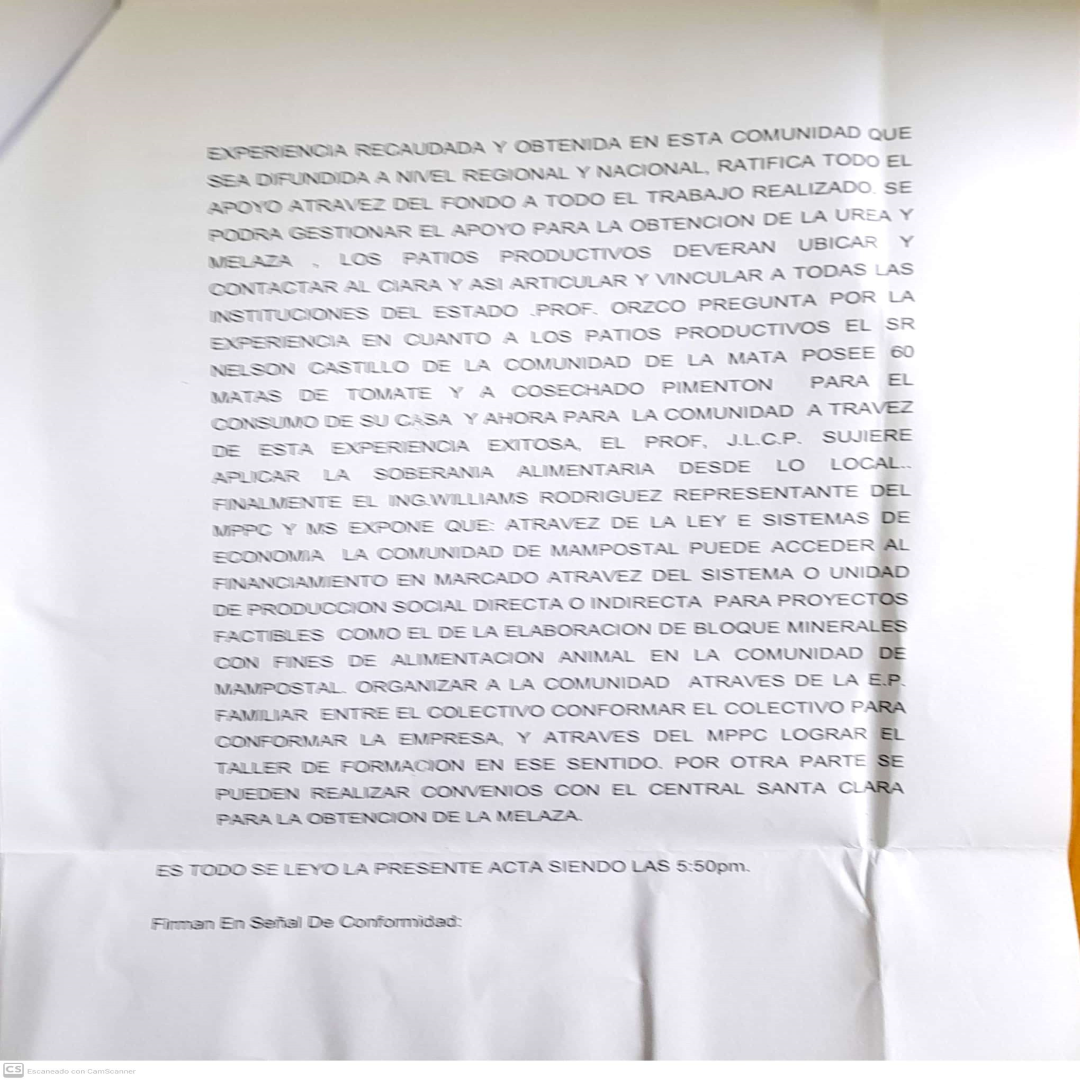 EXPERIENCIA RECAUDADA Y OBTENIDA EN ESTA COMUNIDAD QUE
SEA DIFUNDIDA A NIVEL REGIONAL Y NACIONAL, RATIFICA TODO EL
APOYO ATRAVEZ DEL FONDO A TODO EL TRABAJO REALIZADO. SE
PODRA GESTIONAR EL APOYO PARA LA OBTENCION DE LA UREA Y
MELAZA , LOS PATIOS PRODUCTIVOS DEVERAN UBICAR Y
CONTACTAR AL CIARA Y ASI ARTICULAR Y VINCULAR A TODAS LAS
INSTITUCIONES DEL ESTADO .PROF. ORZCO PREGUNTA POR LA
EXPERIENCIA EN CUANTO A LOS PATIOS PRODUCTIVOS EL SR
NELSON CASTILLO DE LA COMUNIDAD DE LA MATA POSEE 60
MATAS DE TOMATE Y A COSECHADO PIMENTON PARA EL
CONSUMO DE SU CASA Y AHORA PARA LA COMUNIDAD A TRAVEZ
DE ESTA EXPERIENCIA EXITOSA, EL PROF, J.L.C.P. SUJIERE
APLICAR LA SOBERANIA ALIMENTARIA DESDE LO LOCAL..
FINALMENTE EL ING.WILLIAMS RODRIGUEZ REPRESENTANTE DEL
MPPC Y MS EXPONE QUE: ATRAVEZ DE LA LEY E SISTEMAS DE
ECONOMIA LA COMUNIDAD DE MAMPOSTAL PUEDE ACCEDER AL
FINANCIAMIENTO EN MARCADO ATRAVEZ DEL SISTEMA O UNIDAD
DE PRODUCCION SOCIAL DIRECTA O INDIRECTA PARA PROYECTOS
FACTIBLES COMO EL DE LA ELABORACION DE BLOQUE MINERALES
CON FINES DE ALIMENTACION ANIMAL EN LA COMUNIDAD DE
MAMPOSTAL. ORGANIZAR A LA COMUNIDAD ATRAVES DE LA E.P.
FAMILIAR ENTRE EL COLECTIVO CONFORMAR EL COLECTIVO PARA
CONFORMAR LA EMPRESA, Y ATRAVES DEL MPPC LOGRAR EL
TALLER DE FORMACION EN ESE SENTIDO. POR OTRA PARTE SE
PUEDEN REALIZAR CONVENIOS CON EL CENTRAL SANTA CLARA
PARA LA OBTENCION DE LA MELAZA.
ES TODO SE LEYO LA PRESENTE ACTA SIENDO LAS 5:50pm.
Firman En Señal De Conformidad:
CS Escaneado con CamScanner